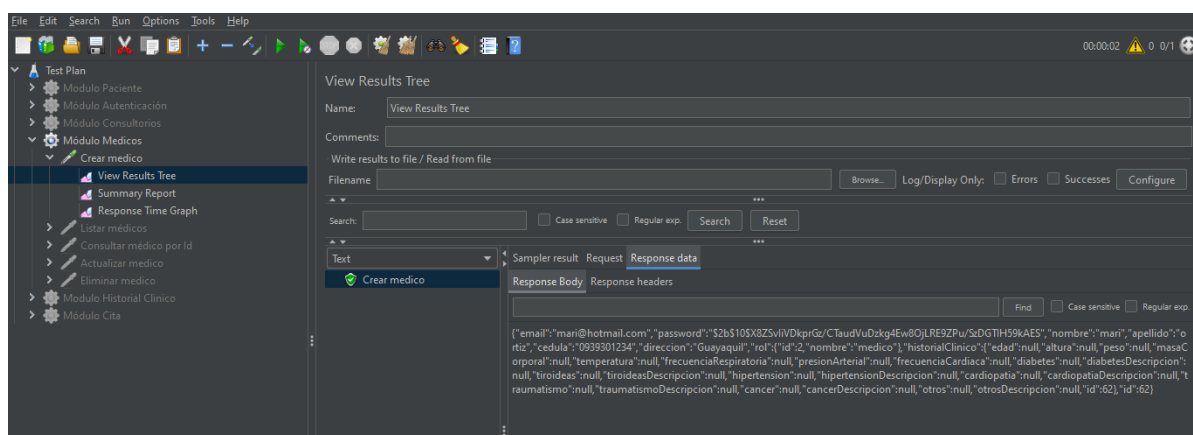 File Edit Search Run Options Tools Help
00:00:02 0 0/1
Test Plan
Modulo Paciente
Módulo Autenticación
Módulo Consultorios
Módulo Medicos
Crear medico
View Results Tree
Summary Report
Response Time Graph
Listar médicos
Consultar médico por Id
Actualizar medico
Eliminar medico
Modulo Historial Clinico
Módulo Cita
View Results Tree
Name: View Results Tree
Comments:
Write results to file / Read from file
Filename Browse... Log/Display Only: Errors Successes Configure
Search: Case sensitive Regular exp. Search Reset
Text
Crear medico
Sampler result Request Response data
Response Body Response headers
Find Case sensitive Regular exp.
{"email":"mari@hotmail.com","password":"$2b$10$X8ZSvIiVDkprGz/CTaudVuDzkg4Ew8OjLRE9ZPu/SzDGTIH59kAES","nombre":"mari","apellido":"o
rtiz","cedula":"0939301234","direccion":"Guayaquil","rol":{"id":2,"nombre":"medico"},"historialClinico":{"edad":null,"altura":null,"peso":null,"masaC
orporal":null,"temperatura":null,"frecuenciaRespiratoria":null,"presionArterial":null,"frecuenciaCardiaca":null,"diabetes":null,"diabetesDescripcion":
null,"tiroideas":null,"tiroideasDescripcion":null,"hipertension":null,"hipertensionDescripcion":null,"cardiopatia":null,"cardiopatiaDescripcion":null,"t
raumatismo":null,"traumatismoDescripcion":null,"cancer":null,"cancerDescripcion":null,"otros":null,"otrosDescripcion":null,"id":62},"id":62}